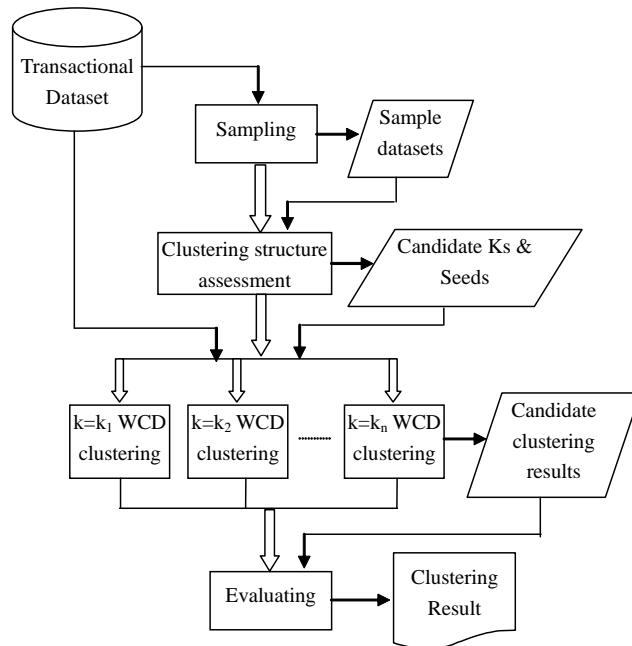 Transactional
Dataset
Sampling
Sample
datasets
Clustering structure
assessment
Candidate Ks &
Seeds
k=k₁ WCD
clustering
k=k₂ WCD
clustering
............
k=kₙ WCD
clustering
Candidate
clustering
results
Evaluating
Clustering
Result